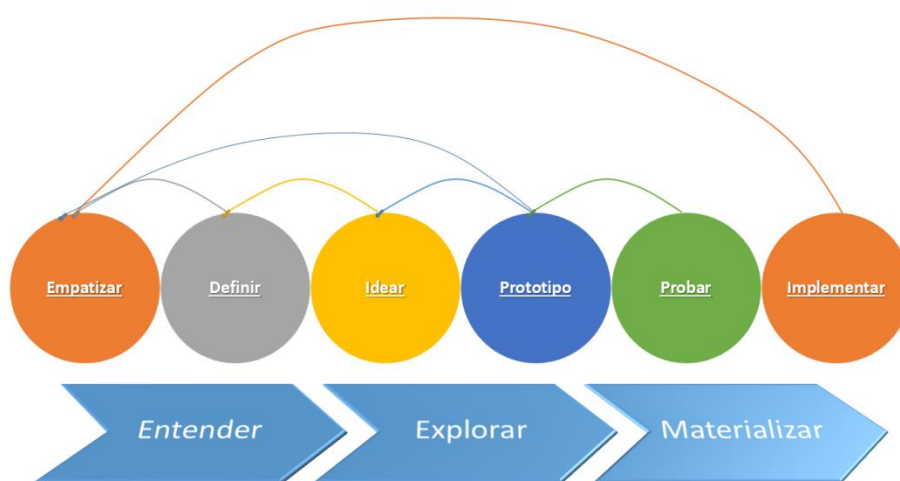 Empatizar
Definir
Idear
Prototipo
Probar
Implementar
Entender
Explorar
Materializar